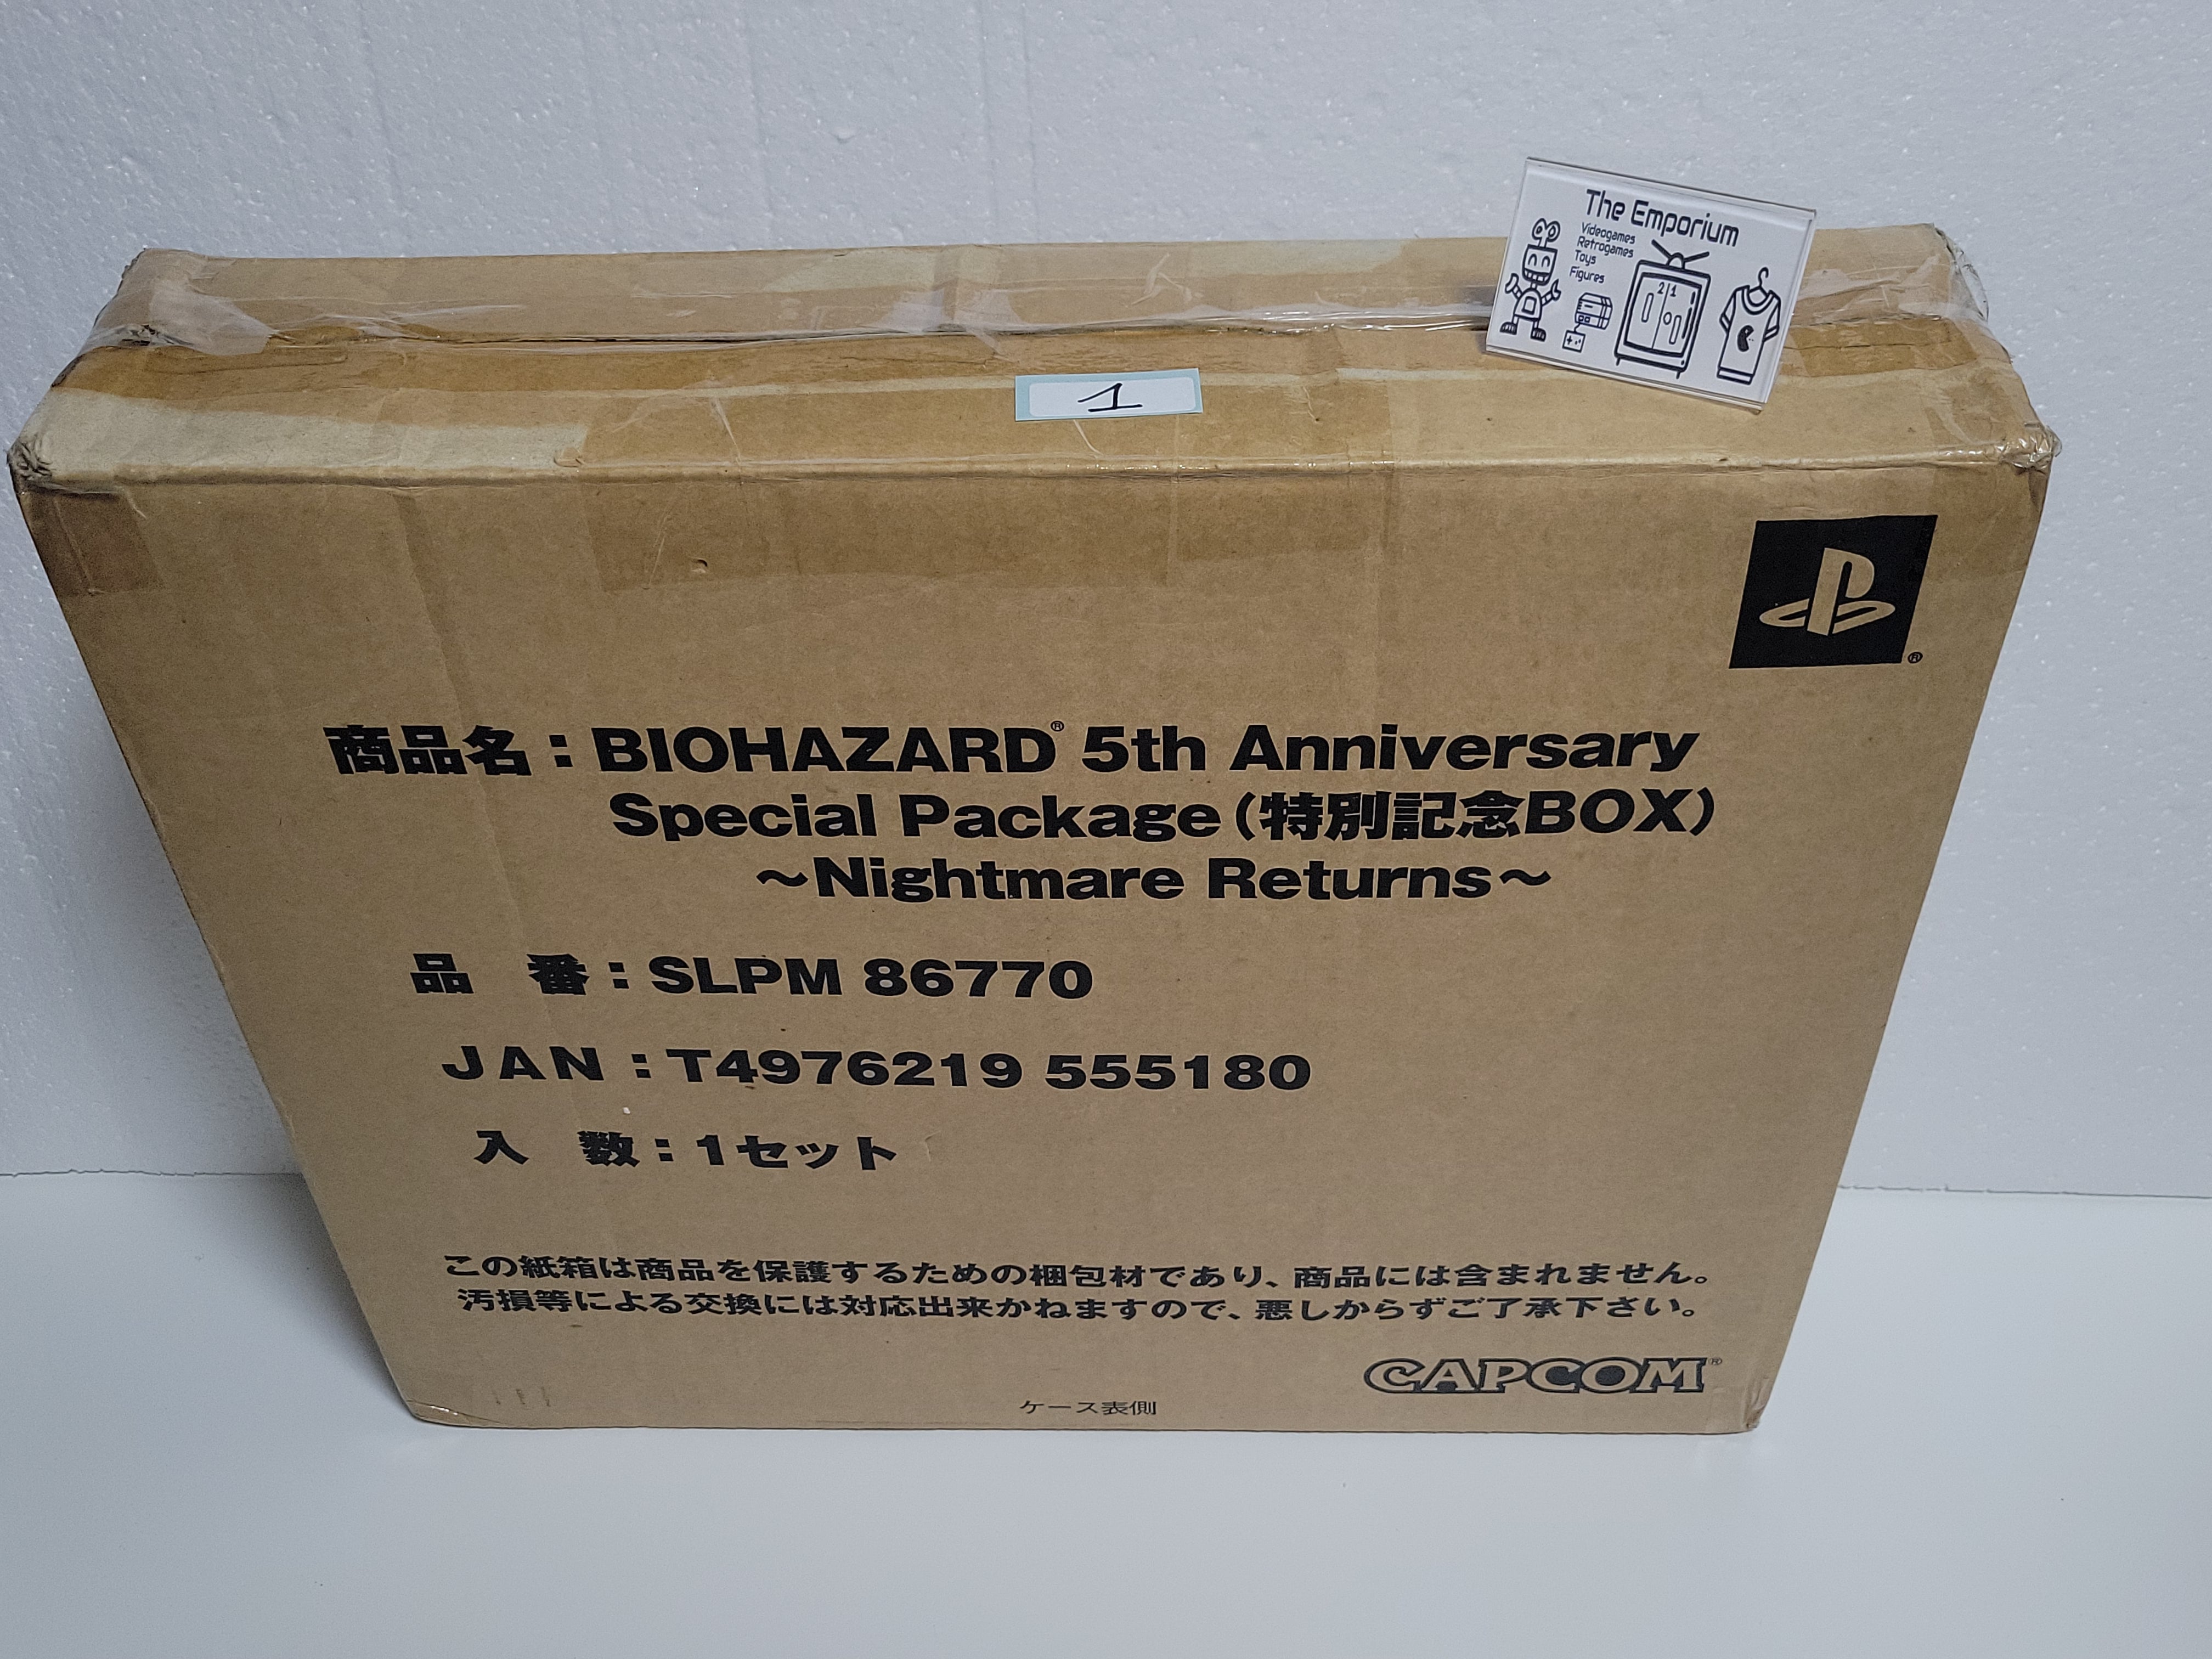 The Emporium
Videogames
Retrogames
Toys
Figures
2 1
1
商品名：BIOHAZARD® 5th Anniversary
Special Package（特別記念BOX）
～Nightmare Returns～
品　番：SLPM 86770
JAN：T4976219 555180
入　数：1セット
この紙箱は商品を保護するための梱包材であり、商品には含まれません。
汚損等による交換には対応出来かねますので、悪しからずご了承下さい。
CAPCOM®
ケース表側